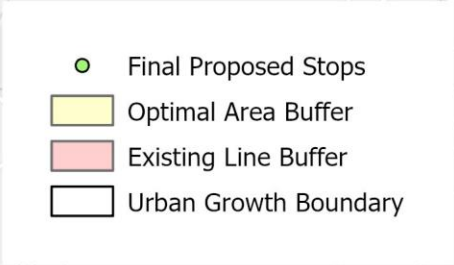 Final Proposed Stops
Optimal Area Buffer
Existing Line Buffer
Urban Growth Boundary